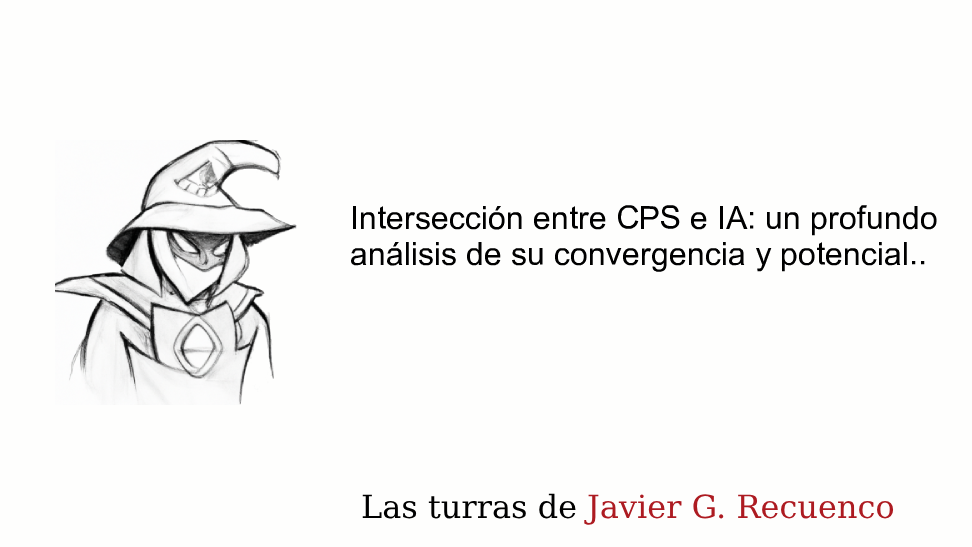 Intersección entre CPS e IA: un profundo
análisis de su convergencia y potencial..
Las turras de Javier G. Recuenco